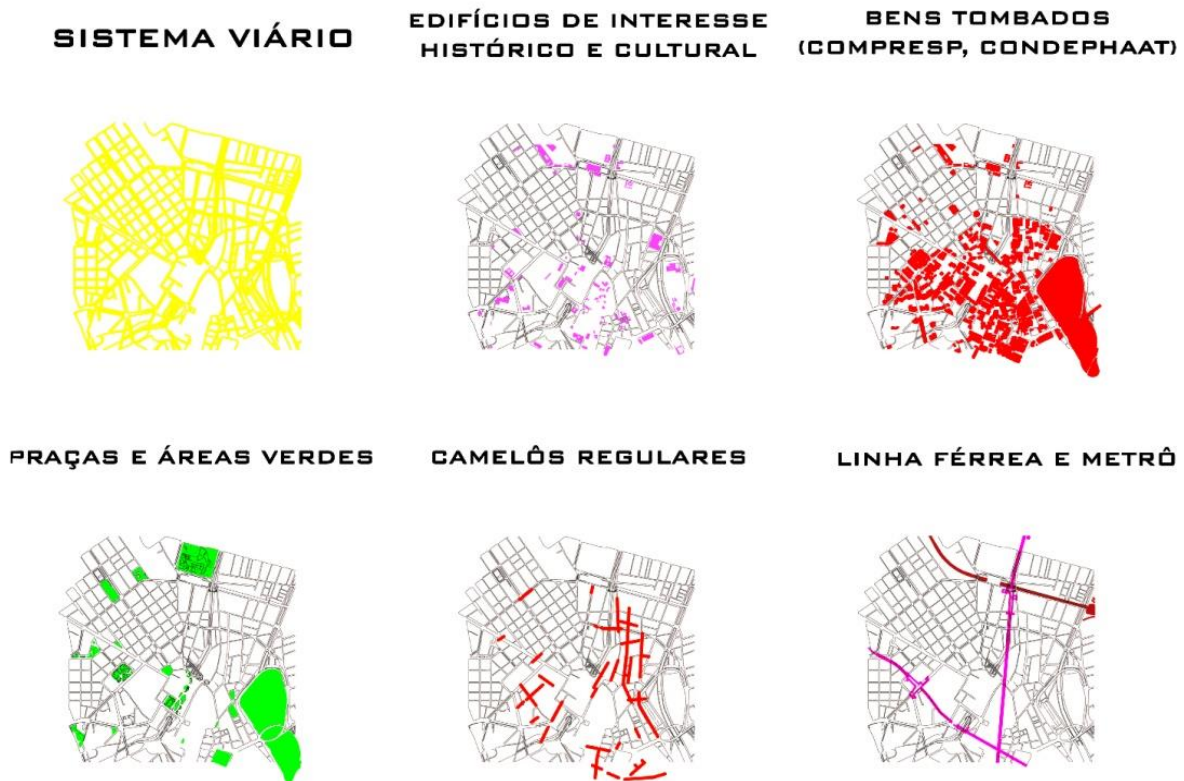 SISTEMA VIÁRIO
EDIFÍCIOS DE INTERESSE
HISTÓRICO E CULTURAL
BENS TOMBADOS
(COMPRESP, CONDEPHAAT)
PRAÇAS E ÁREAS VERDES
CAMELÔS REGULARES
LINHA FÉRREA E METRÔ